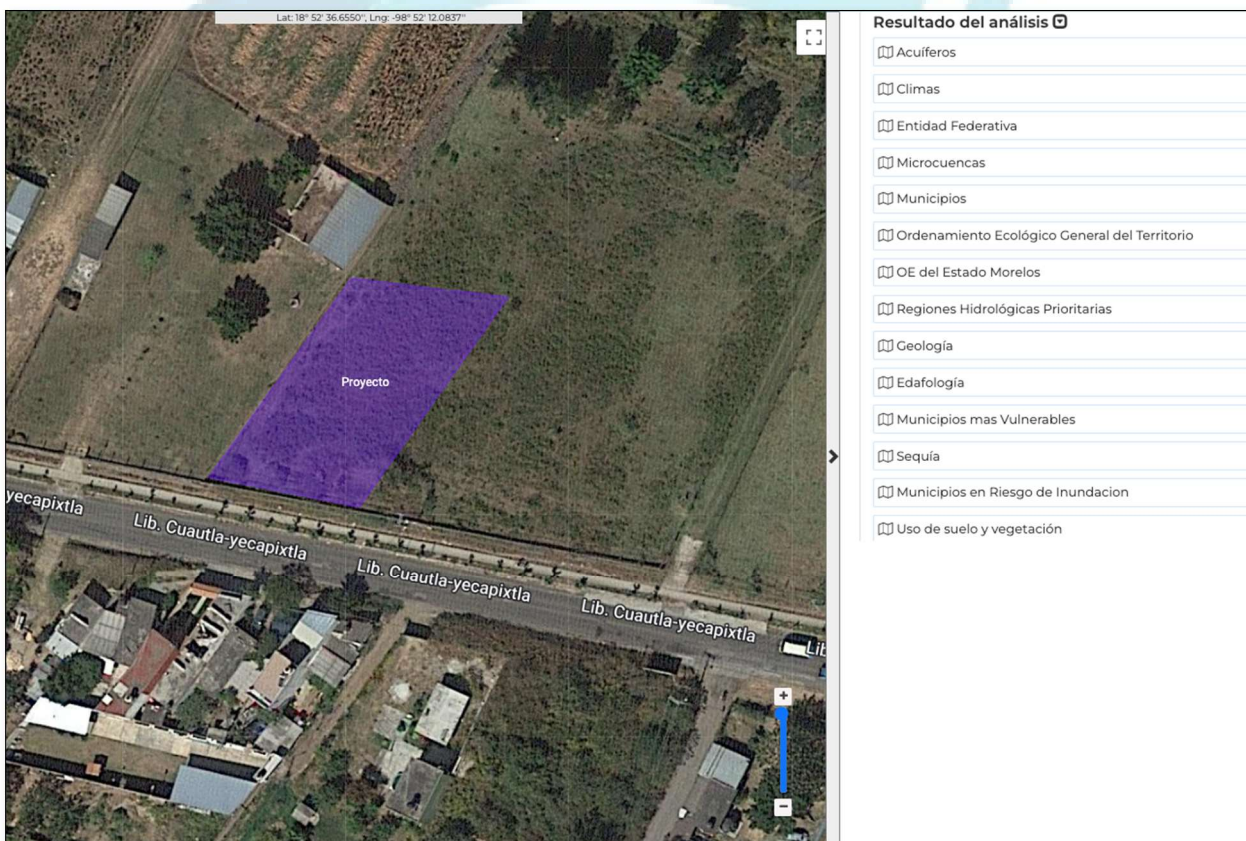 Lat: 18° 52' 36.6550'', Lng: -98° 52' 12.0837''
Proyecto
yecapixtla
Lib. Cuautla-yecapixtla
Lib. Cuautla-yecapixtla
Lib. Cuautla-yecapixtla
Lib
+
−
Resultado del análisis
Acuíferos
Climas
Entidad Federativa
Microcuencas
Municipios
Ordenamiento Ecológico General del Territorio
OE del Estado Morelos
Regiones Hidrológicas Prioritarias
Geología
Edafología
Municipios mas Vulnerables
Sequía
Municipios en Riesgo de Inundacion
Uso de suelo y vegetación